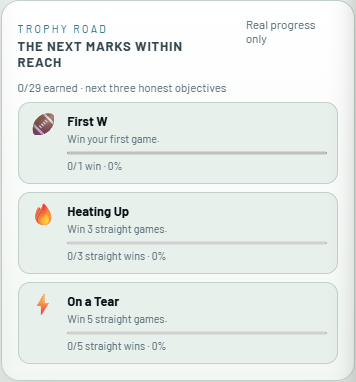 TROPHY ROAD
Real progress
only
THE NEXT MARKS WITHIN
REACH
0/29 earned · next three honest objectives
First W
Win your first game.
0/1 win · 0%
Heating Up
Win 3 straight games.
0/3 straight wins · 0%
On a Tear
Win 5 straight games.
0/5 straight wins · 0%